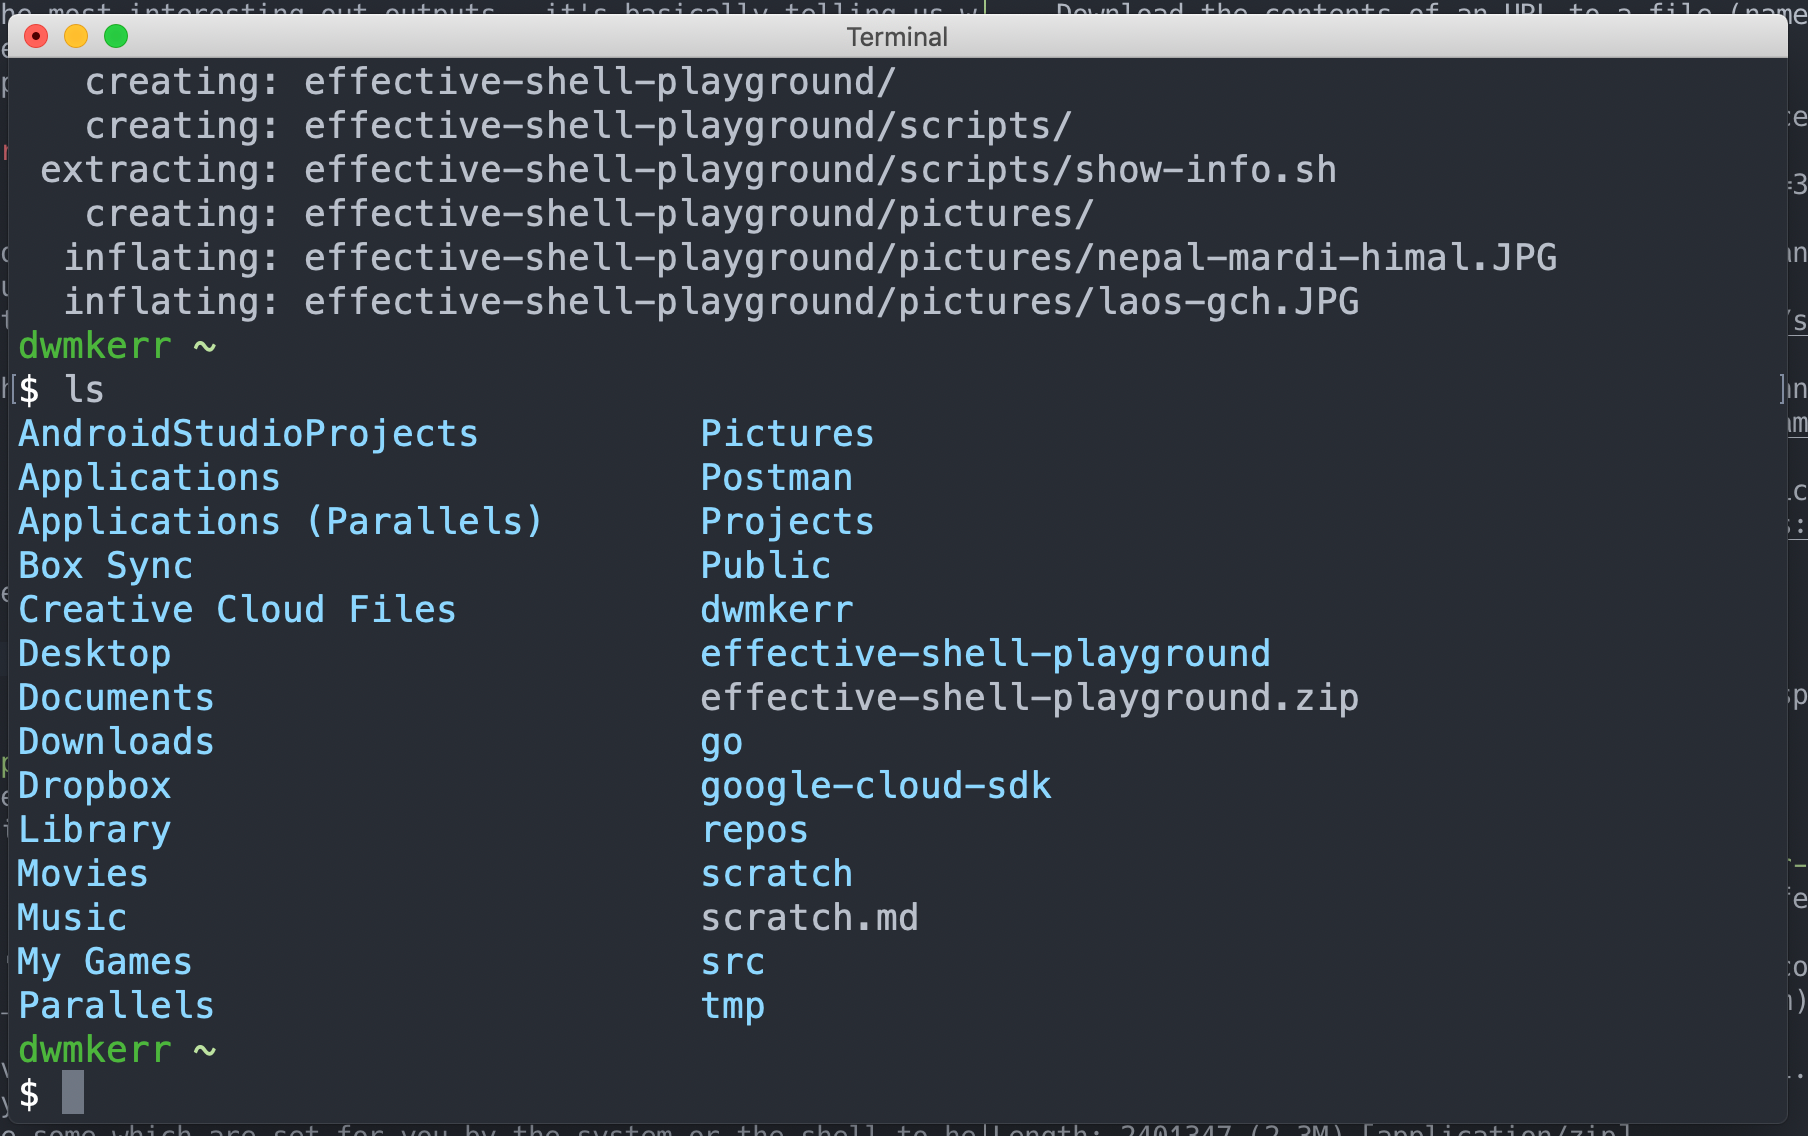 he most interesting out outputs - it's basically telling us w
Download the contents of an URL to a file (name
Terminal
creating: effective-shell-playground/
creating: effective-shell-playground/scripts/
extracting: effective-shell-playground/scripts/show-info.sh
creating: effective-shell-playground/pictures/
inflating: effective-shell-playground/pictures/nepal-mardi-himal.JPG
inflating: effective-shell-playground/pictures/laos-gch.JPG
dwmkerr ~
[$ ls ]
AndroidStudioProjects Pictures
Applications Postman
Applications (Parallels) Projects
Box Sync Public
Creative Cloud Files dwmkerr
Desktop effective-shell-playground
Documents effective-shell-playground.zip
Downloads go
Dropbox google-cloud-sdk
Library repos
Movies scratch
Music scratch.md
My Games src
Parallels tmp
dwmkerr ~
$
o some which are set for you by the system or the shell to he
Length: 2401347 (2.3M) [application/zip]